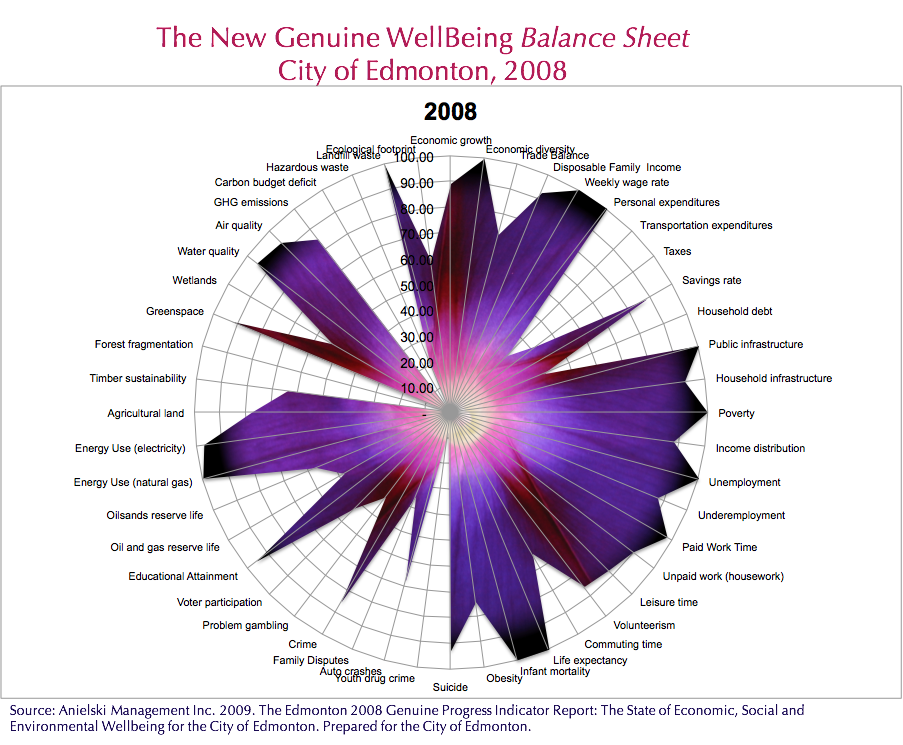 The New Genuine WellBeing Balance Sheet
City of Edmonton, 2008
2008
Economic growth
Economic diversity
Trade Balance
Disposable Family Income
Weekly wage rate
Personal expenditures
Transportation expenditures
Taxes
Savings rate
Household debt
Public infrastructure
Household infrastructure
Poverty
Income distribution
Unemployment
Underemployment
Paid Work Time
Unpaid work (housework)
Leisure time
Volunteerism
Commuting time
Life expectancy
Infant mortality
Obesity
Suicide
Youth drug crime
Auto crashes
Family Disputes
Crime
Problem gambling
Voter participation
Educational Attainment
Oil and gas reserve life
Oilsands reserve life
Energy Use (natural gas)
Energy Use (electricity)
Agricultural land
Timber sustainability
Forest fragmentation
Greenspace
Wetlands
Water quality
Air quality
GHG emissions
Carbon budget deficit
Hazardous waste
Landfill waste
Ecological footprint
100.00
90.00
80.00
70.00
60.00
50.00
40.00
30.00
20.00
10.00
-
Source: Anielski Management Inc. 2009. The Edmonton 2008 Genuine Progress Indicator Report: The State of Economic, Social and
Environmental Wellbeing for the City of Edmonton. Prepared for the City of Edmonton.